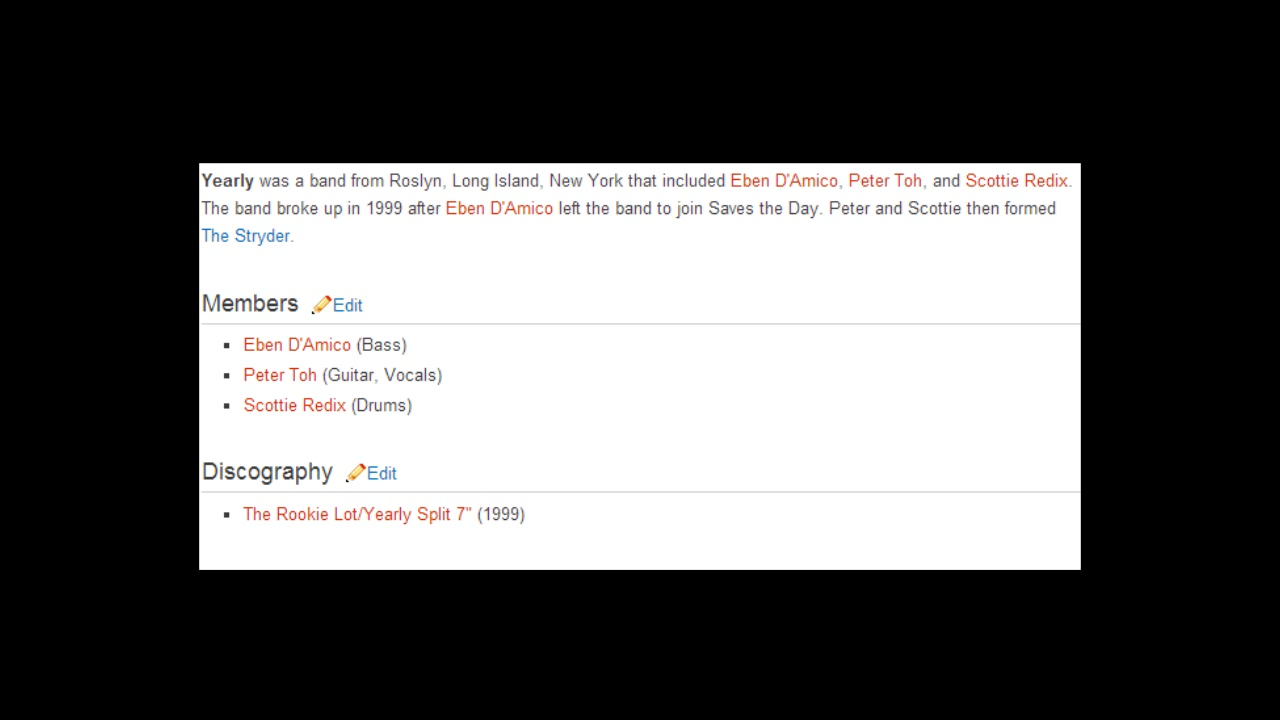 Yearly was a band from Roslyn, Long Island, New York that included Eben D'Amico, Peter Toh, and Scottie Redix.
The band broke up in 1999 after Eben D'Amico left the band to join Saves the Day. Peter and Scottie then formed
The Stryder.
Members Edit
▪ Eben D'Amico (Bass)
▪ Peter Toh (Guitar, Vocals)
▪ Scottie Redix (Drums)
Discography Edit
▪ The Rookie Lot/Yearly Split 7" (1999)